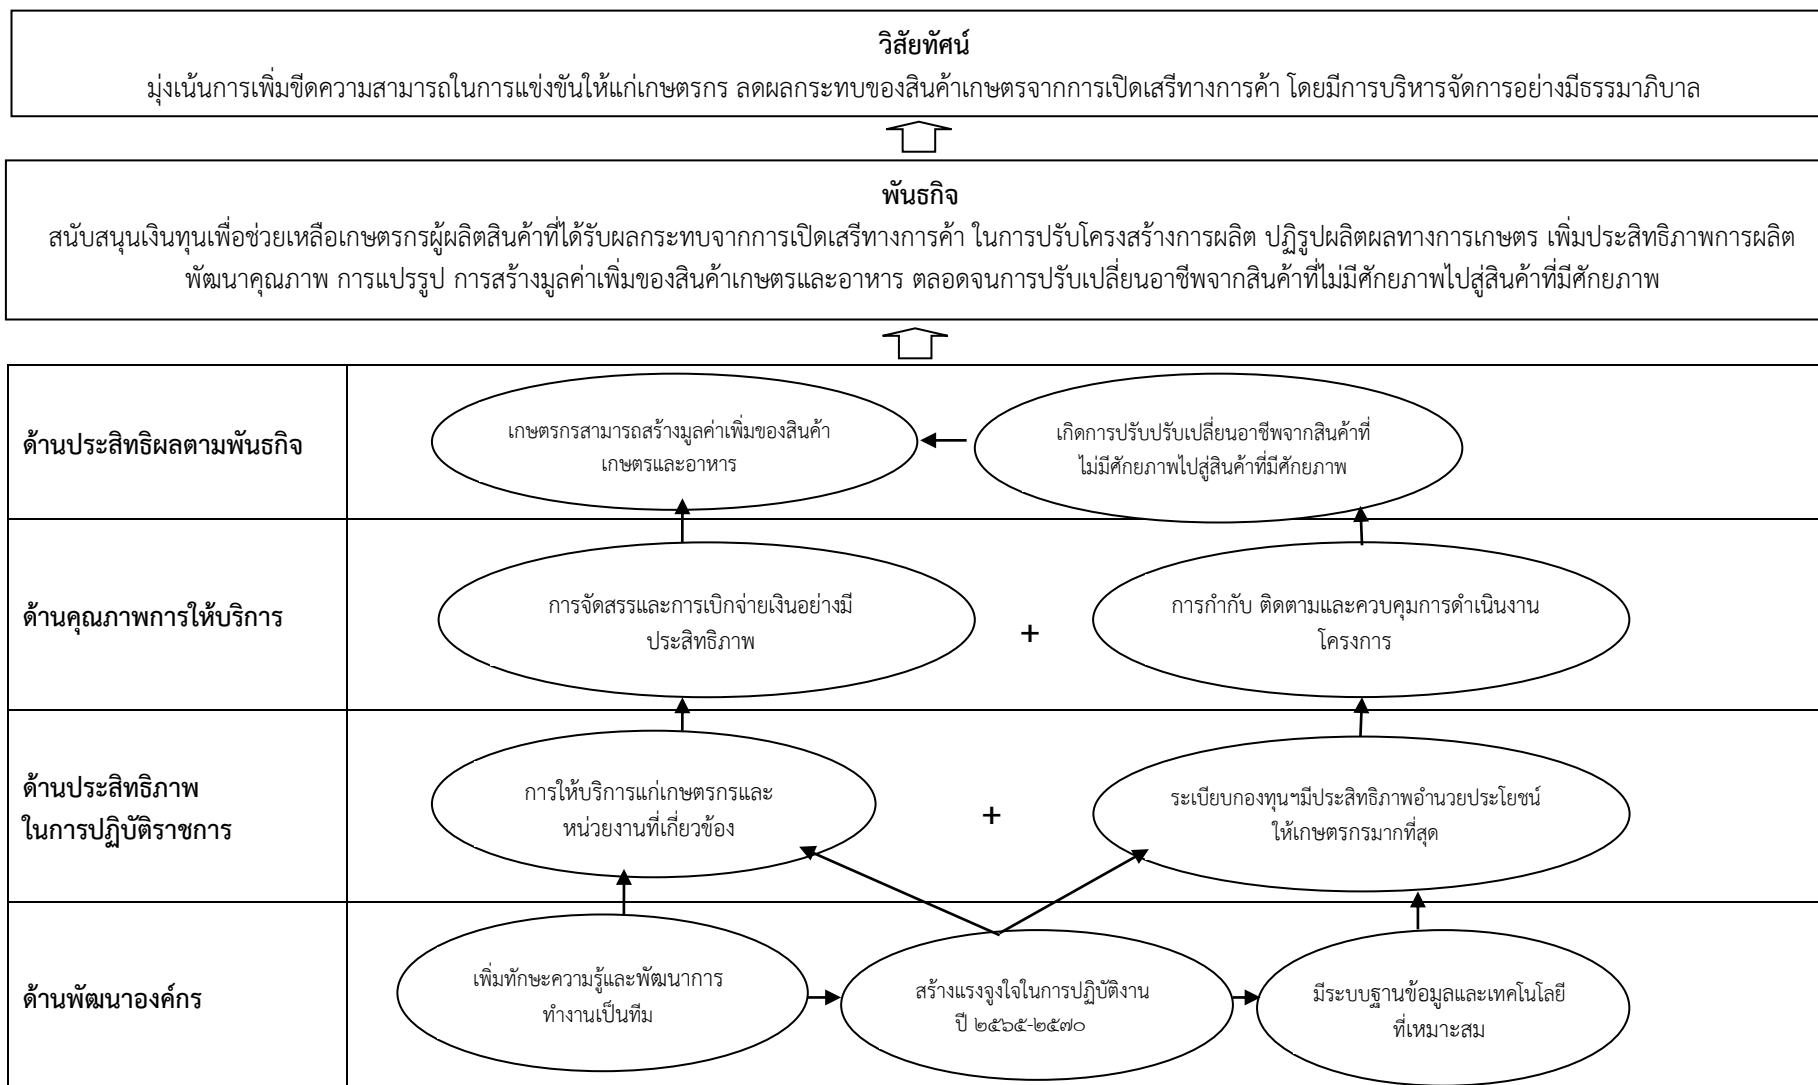 วิสัยทัศน์
มุ่งเน้นการเพิ่มขีดความสามารถในการแข่งขันให้แก่เกษตรกร ลดผลกระทบของสินค้าเกษตรจากการเปิดเสรีทางการค้า โดยมีการบริหารจัดการอย่างมีธรรมาภิบาล
พันธกิจ
สนับสนุนเงินทุนเพื่อช่วยเหลือเกษตรกรผู้ผลิตสินค้าที่ได้รับผลกระทบจากการเปิดเสรีทางการค้า ในการปรับโครงสร้างการผลิต ปฏิรูปผลิตผลทางการเกษตร เพิ่มประสิทธิภาพการผลิต
พัฒนาคุณภาพ การแปรรูป การสร้างมูลค่าเพิ่มของสินค้าเกษตรและอาหาร ตลอดจนการปรับเปลี่ยนอาชีพจากสินค้าที่ไม่มีศักยภาพไปสู่สินค้าที่มีศักยภาพ
ด้านประสิทธิผลตามพันธกิจ
เกษตรกรสามารถสร้างมูลค่าเพิ่มของสินค้า
เกษตรและอาหาร
เกิดการปรับปรับเปลี่ยนอาชีพจากสินค้าที่
ไม่มีศักยภาพไปสู่สินค้าที่มีศักยภาพ
ด้านคุณภาพการให้บริการ
การจัดสรรและการเบิกจ่ายเงินอย่างมี
ประสิทธิภาพ
+
การกำกับ ติดตามและควบคุมการดำเนินงาน
โครงการ
ด้านประสิทธิภาพ
ในการปฏิบัติราชการ
การให้บริการแก่เกษตรกรและ
หน่วยงานที่เกี่ยวข้อง
+
ระเบียบกองทุนฯมีประสิทธิภาพอำนวยประโยชน์
ให้เกษตรกรมากที่สุด
ด้านพัฒนาองค์กร
เพิ่มทักษะความรู้และพัฒนาการ
ทำงานเป็นทีม
สร้างแรงจูงใจในการปฏิบัติงาน
ปี ๒๕๖๕-๒๕๗๐
มีระบบฐานข้อมูลและเทคโนโลยี
ที่เหมาะสม